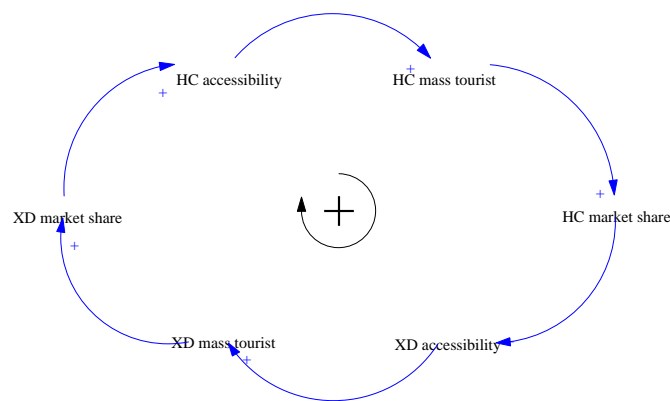 HC accessibility
HC mass tourist
+
+
XD market share
HC market share
+
+
+
XD mass tourist
XD accessibility
+